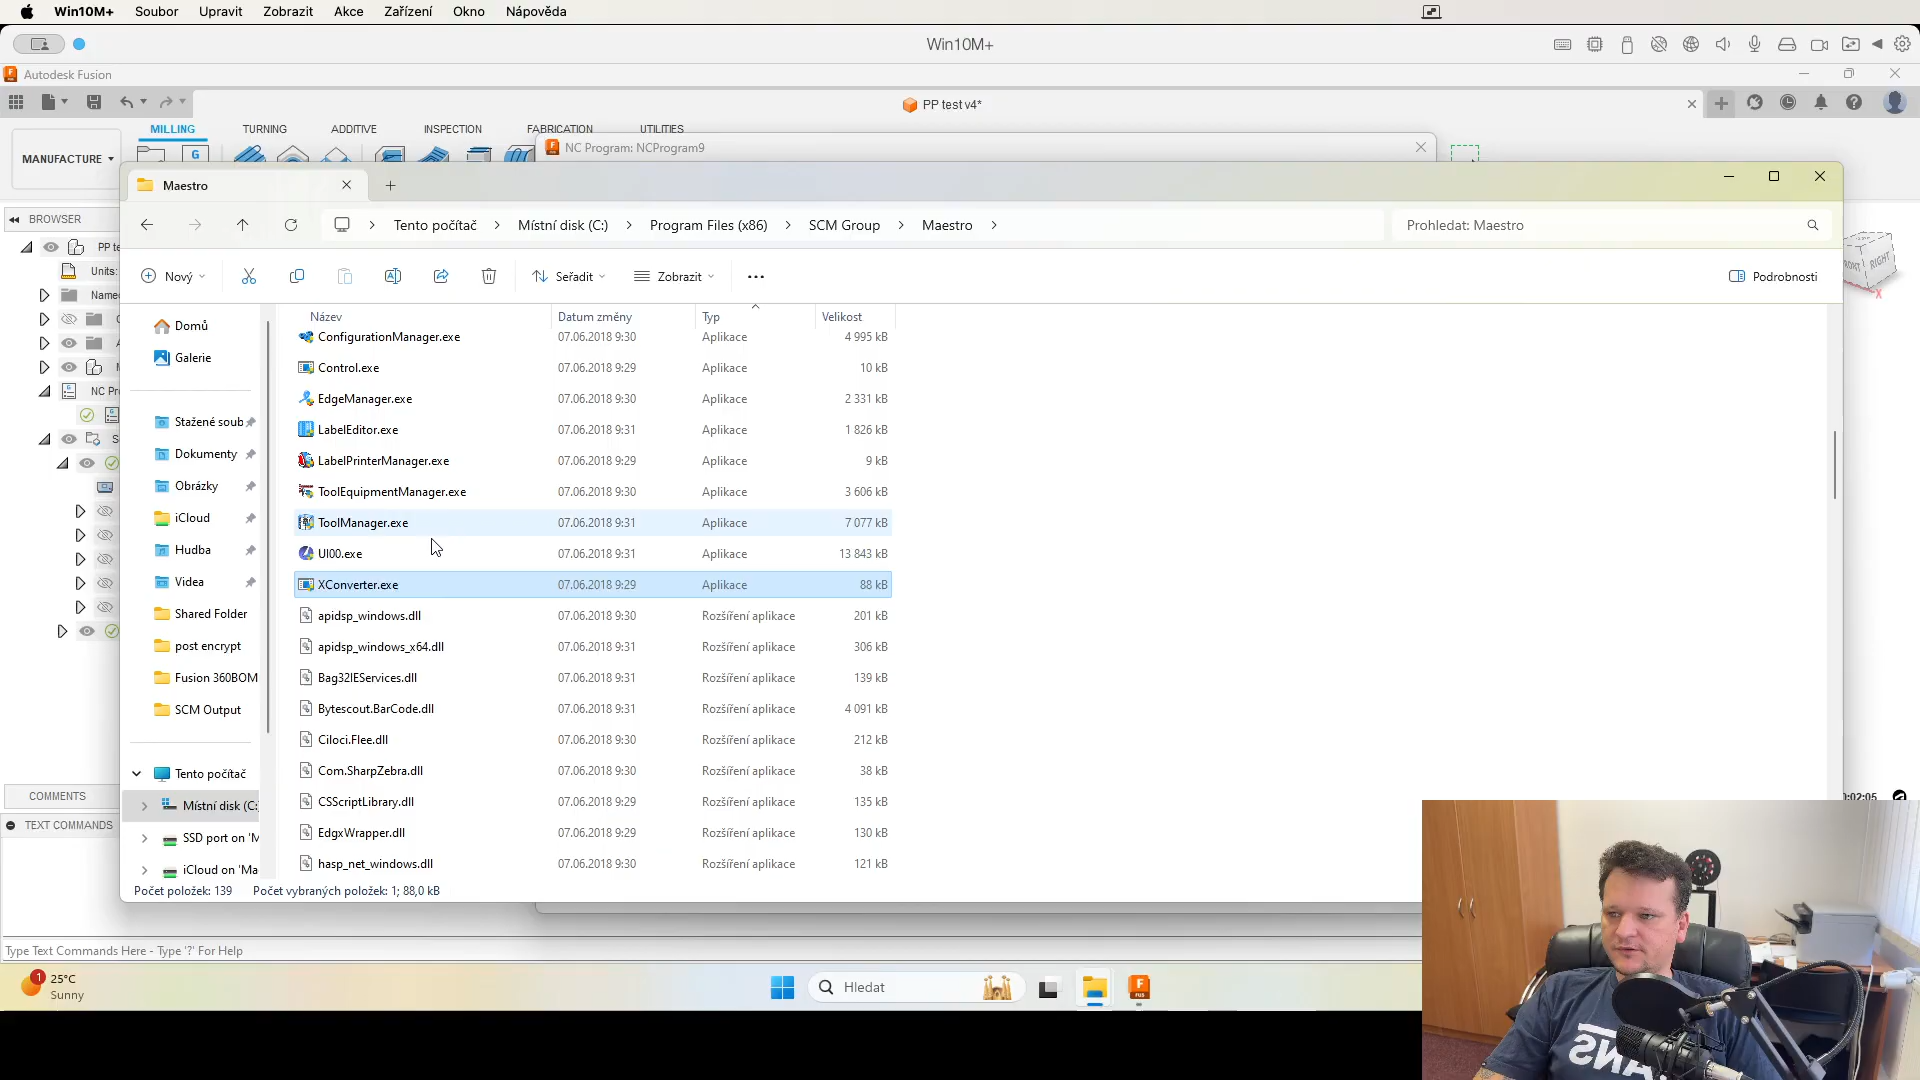 Win10M+ Soubor Upravit Zobrazit Akce Zařízení Okno Nápověda
Win10M+
Autodesk Fusion
PP test v4*
MILLING TURNING ADDITIVE INSPECTION FABRICATION UTILITIES
MANUFACTURE
G
NC Program: NCProgram9
Maestro
BROWSER
Tento počítač Místní disk (C:) Program Files (x86) SCM Group Maestro
Prohledat: Maestro
Nový Seřadit Zobrazit Podrobnosti
PP te
Units:
Name
NC Pr
FRONT RIGHT
X
Domů
Galerie
Stažené soub
Dokumenty
Obrázky
iCloud
Hudba
Videa
Shared Folder
post encrypt
Fusion 360BOM
SCM Output
Tento počítač
Místní disk (C:
SSD port on 'M
iCloud on 'Ma
Název Datum změny Typ Velikost
ConfigurationManager.exe 07.06.2018 9:30 Aplikace 4 995 kB
Control.exe 07.06.2018 9:29 Aplikace 10 kB
EdgeManager.exe 07.06.2018 9:30 Aplikace 2 331 kB
LabelEditor.exe 07.06.2018 9:31 Aplikace 1 826 kB
LabelPrinterManager.exe 07.06.2018 9:29 Aplikace 9 kB
ToolEquipmentManager.exe 07.06.2018 9:30 Aplikace 3 606 kB
ToolManager.exe 07.06.2018 9:31 Aplikace 7 077 kB
UI00.exe 07.06.2018 9:31 Aplikace 13 843 kB
XConverter.exe 07.06.2018 9:29 Aplikace 88 kB
apidsp_windows.dll 07.06.2018 9:30 Rozšíření aplikace 201 kB
apidsp_windows_x64.dll 07.06.2018 9:31 Rozšíření aplikace 306 kB
Bag32IEServices.dll 07.06.2018 9:31 Rozšíření aplikace 139 kB
Bytescout.BarCode.dll 07.06.2018 9:31 Rozšíření aplikace 4 091 kB
Ciloci.Flee.dll 07.06.2018 9:30 Rozšíření aplikace 212 kB
Com.SharpZebra.dll 07.06.2018 9:30 Rozšíření aplikace 38 kB
CSScriptLibrary.dll 07.06.2018 9:29 Rozšíření aplikace 135 kB
EdgxWrapper.dll 07.06.2018 9:29 Rozšíření aplikace 130 kB
hasp_net_windows.dll 07.06.2018 9:30 Rozšíření aplikace 121 kB
COMMENTS
TEXT COMMANDS
Počet položek: 139 Počet vybraných položek: 1; 88,0 kB
Type Text Commands Here - Type '?' For Help
1
25°C
Sunny
Hledat
FUS